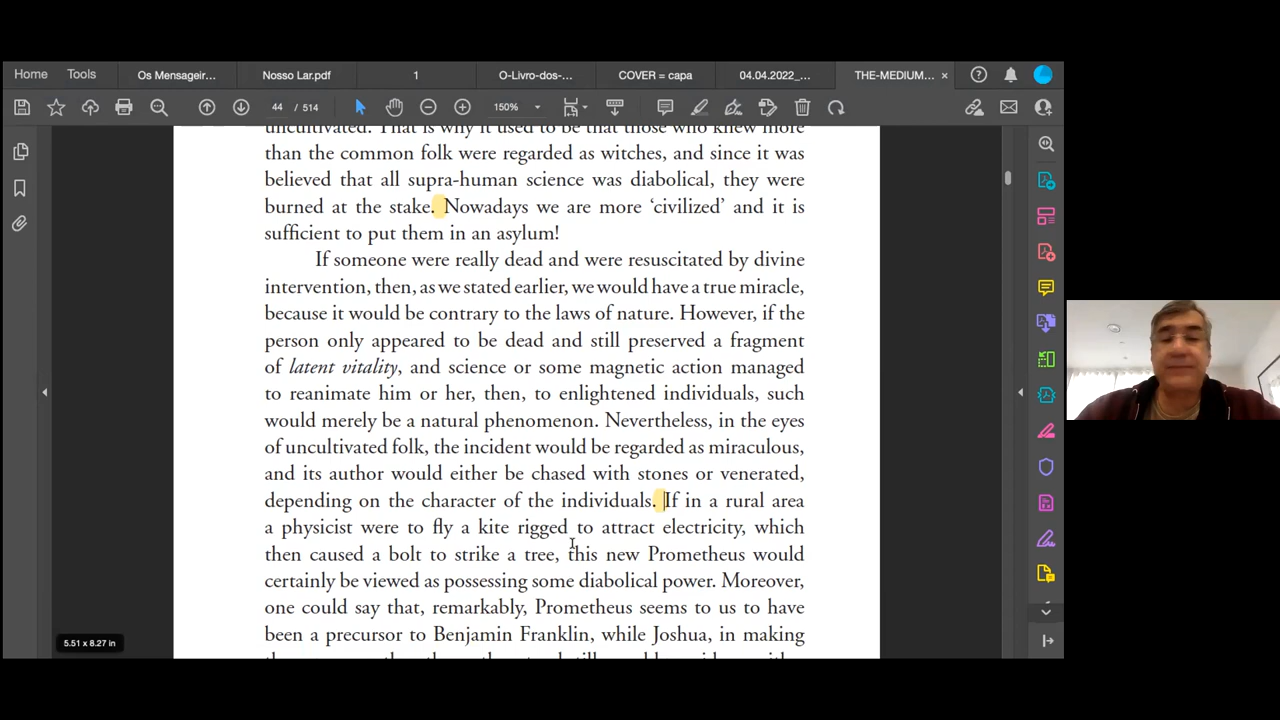 Home Tools Os Mensageir... Nosso Lar.pdf 1 O-Livro-dos-... COVER = capa 04.04.2022_... THE-MEDIUM... ×
44 / 514 150%
uncultivated. That is why it used to be that those who knew more
than the common folk were regarded as witches, and since it was
believed that all supra-human science was diabolical, they were
burned at the stake. Nowadays we are more ‘civilized’ and it is
sufficient to put them in an asylum!
If someone were really dead and were resuscitated by divine
intervention, then, as we stated earlier, we would have a true miracle,
because it would be contrary to the laws of nature. However, if the
person only appeared to be dead and still preserved a fragment
of latent vitality, and science or some magnetic action managed
to reanimate him or her, then, to enlightened individuals, such
would merely be a natural phenomenon. Nevertheless, in the eyes
of uncultivated folk, the incident would be regarded as miraculous,
and its author would either be chased with stones or venerated,
depending on the character of the individuals. If in a rural area
a physicist were to fly a kite rigged to attract electricity, which
then caused a bolt to strike a tree, this new Prometheus would
certainly be viewed as possessing some diabolical power. Moreover,
one could say that, remarkably, Prometheus seems to us to have
been a precursor to Benjamin Franklin, while Joshua, in making
5.51 x 8.27 in